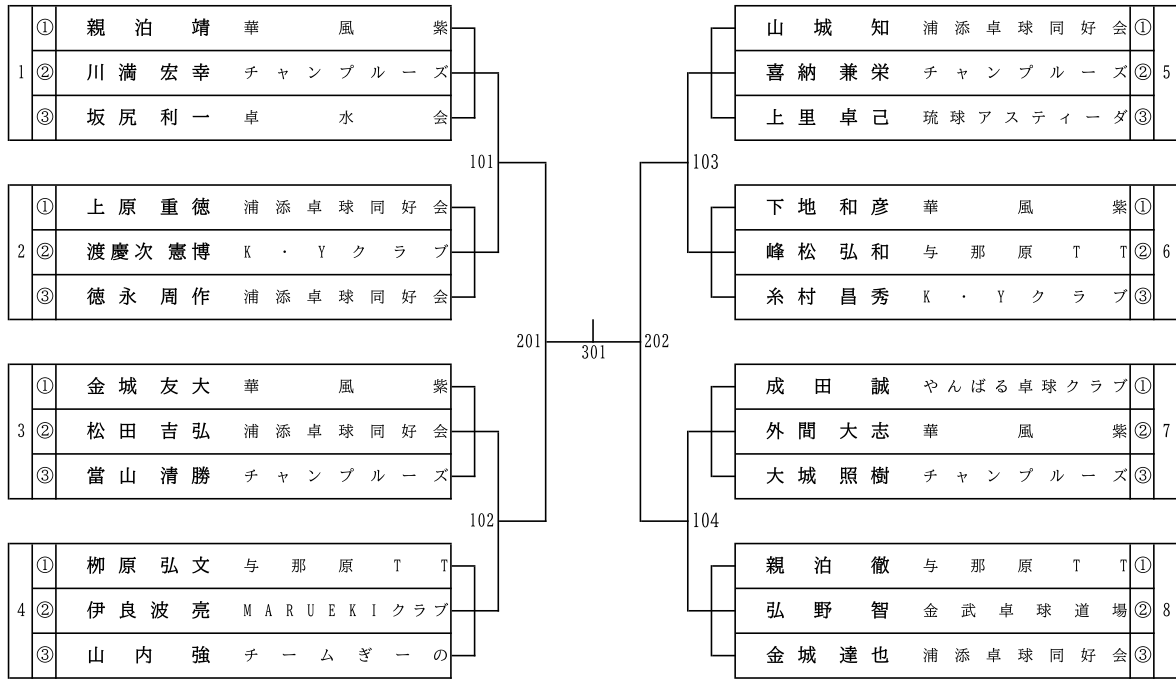 1
① 親泊 靖 華風紫
② 川満 宏幸 チャンプルーズ
③ 坂尻 利一 卓水会
101
2
① 上原 重徳 浦添卓球同好会
② 渡慶次 憲博 K・Yクラブ
③ 徳永 周作 浦添卓球同好会
201
3
① 金城 友大 華風紫
② 松田 吉弘 浦添卓球同好会
③ 當山 清勝 チャンプルーズ
102
4
① 栁原 弘文 与那原TT
② 伊良波 亮 MARUEKIクラブ
③ 山内 強 チームぎーの
301
山城 知 浦添卓球同好会 ①
喜納 兼栄 チャンプルーズ ②
上里 卓己 琉球アスティーダ ③
5
103
下地 和彦 華風紫 ①
峰松 弘和 与那原TT ②
糸村 昌秀 K・Yクラブ ③
6
202
成田 誠 やんばる卓球クラブ ①
外間 大志 華風紫 ②
大城 照樹 チャンプルーズ ③
7
104
親泊 徹 与那原TT ①
弘野 智 金武卓球道場 ②
金城 達也 浦添卓球同好会 ③
8